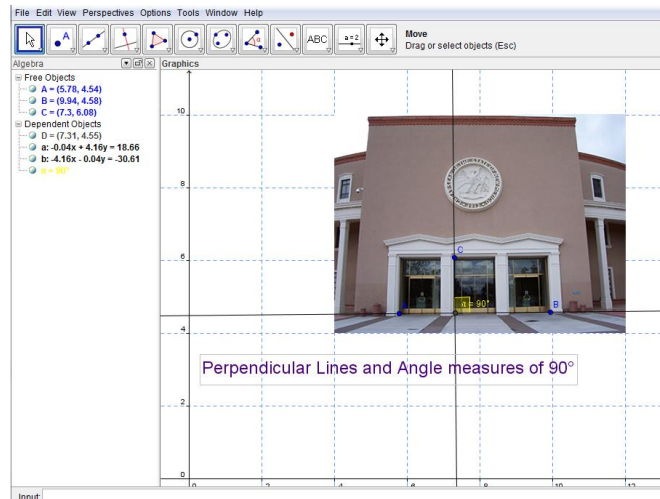 File Edit View Perspectives Options Tools Window Help
A
α
ABC
a=2
Move
Drag or select objects (Esc)
Algebra
Graphics
Free Objects
A = (5.78, 4.54)
B = (9.94, 4.58)
C = (7.3, 6.08)
Dependent Objects
D = (7.31, 4.55)
a: -0.04x + 4.16y = 18.66
b: -4.16x - 0.04y = -30.61
α = 90°
10
8
6
C
α = 90°
B
4
Perpendicular Lines and Angle measures of 90°
2
0
0 2 4 6 8 10 12
Input: